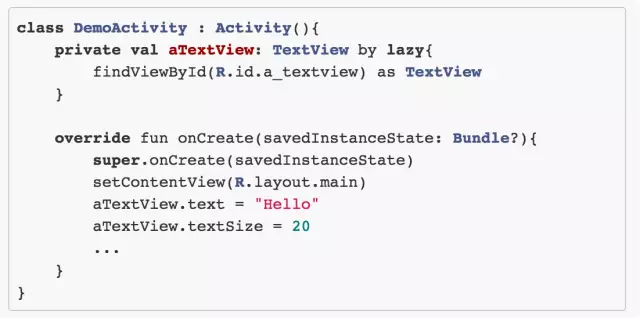 class DemoActivity : Activity(){
    private val aTextView: TextView by lazy{
        findViewById(R.id.a_textview) as TextView
    }

    override fun onCreate(savedInstanceState: Bundle?){
        super.onCreate(savedInstanceState)
        setContentView(R.layout.main)
        aTextView.text = "Hello"
        aTextView.textSize = 20
        ...
    }
}